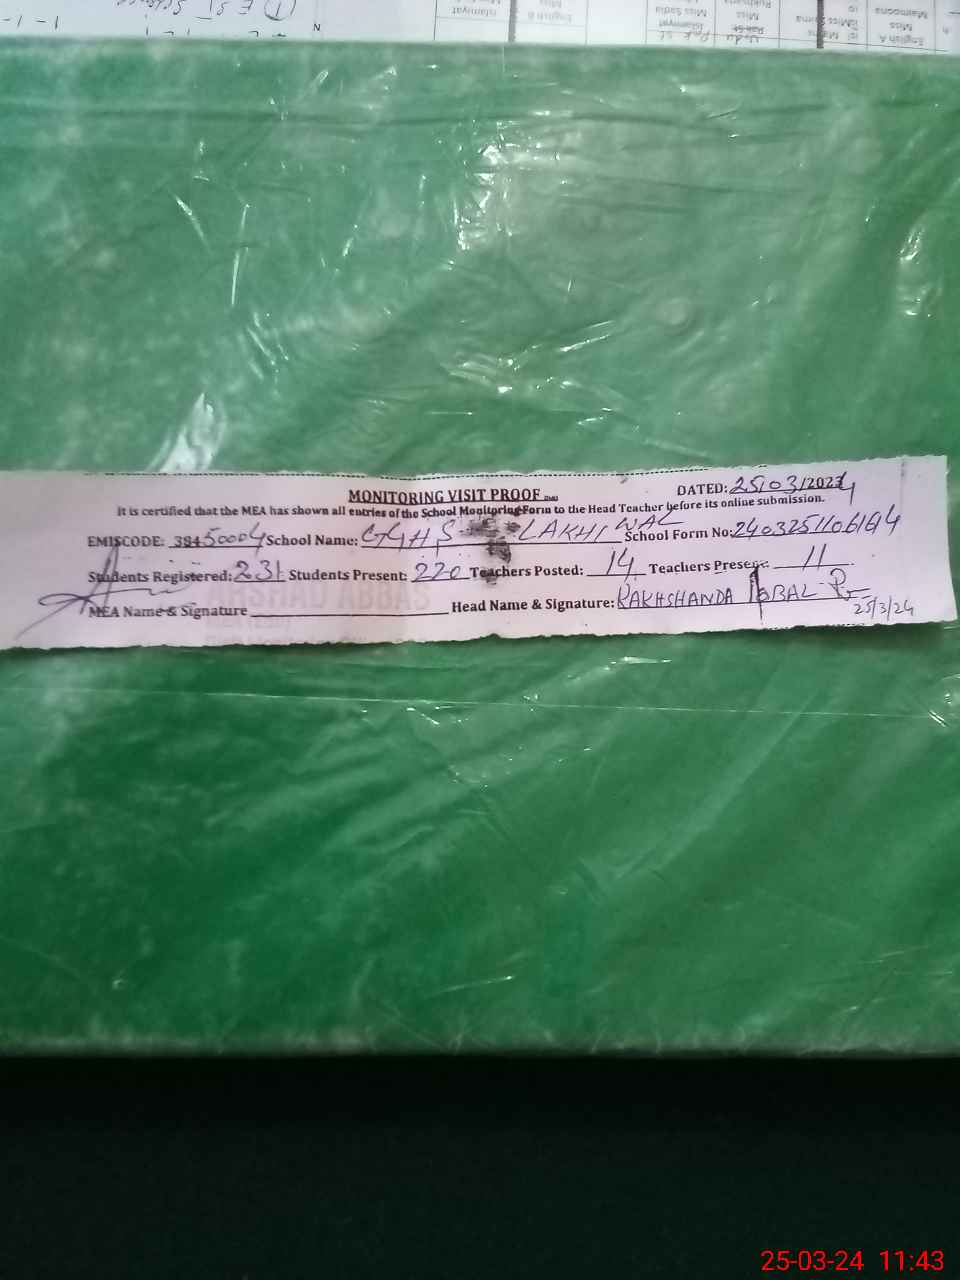 MONITORING VISIT PROOF
DATED: 25/03/2024
It is certified that the MEA has shown all entries of the School Monitoring Form to the Head Teacher before its online submission.
EMISCODE: 38450004 School Name: GGHS LAKHI WAL School Form No: 2403251106164
Students Registered: 231 Students Present: 220 Teachers Posted: 14 Teachers Present: 11
ARSHAD ABBAS
MEA Name & Signature Head Name & Signature: RAKHSHANDA IQBAL
25/3/24
25-03-24 11:43